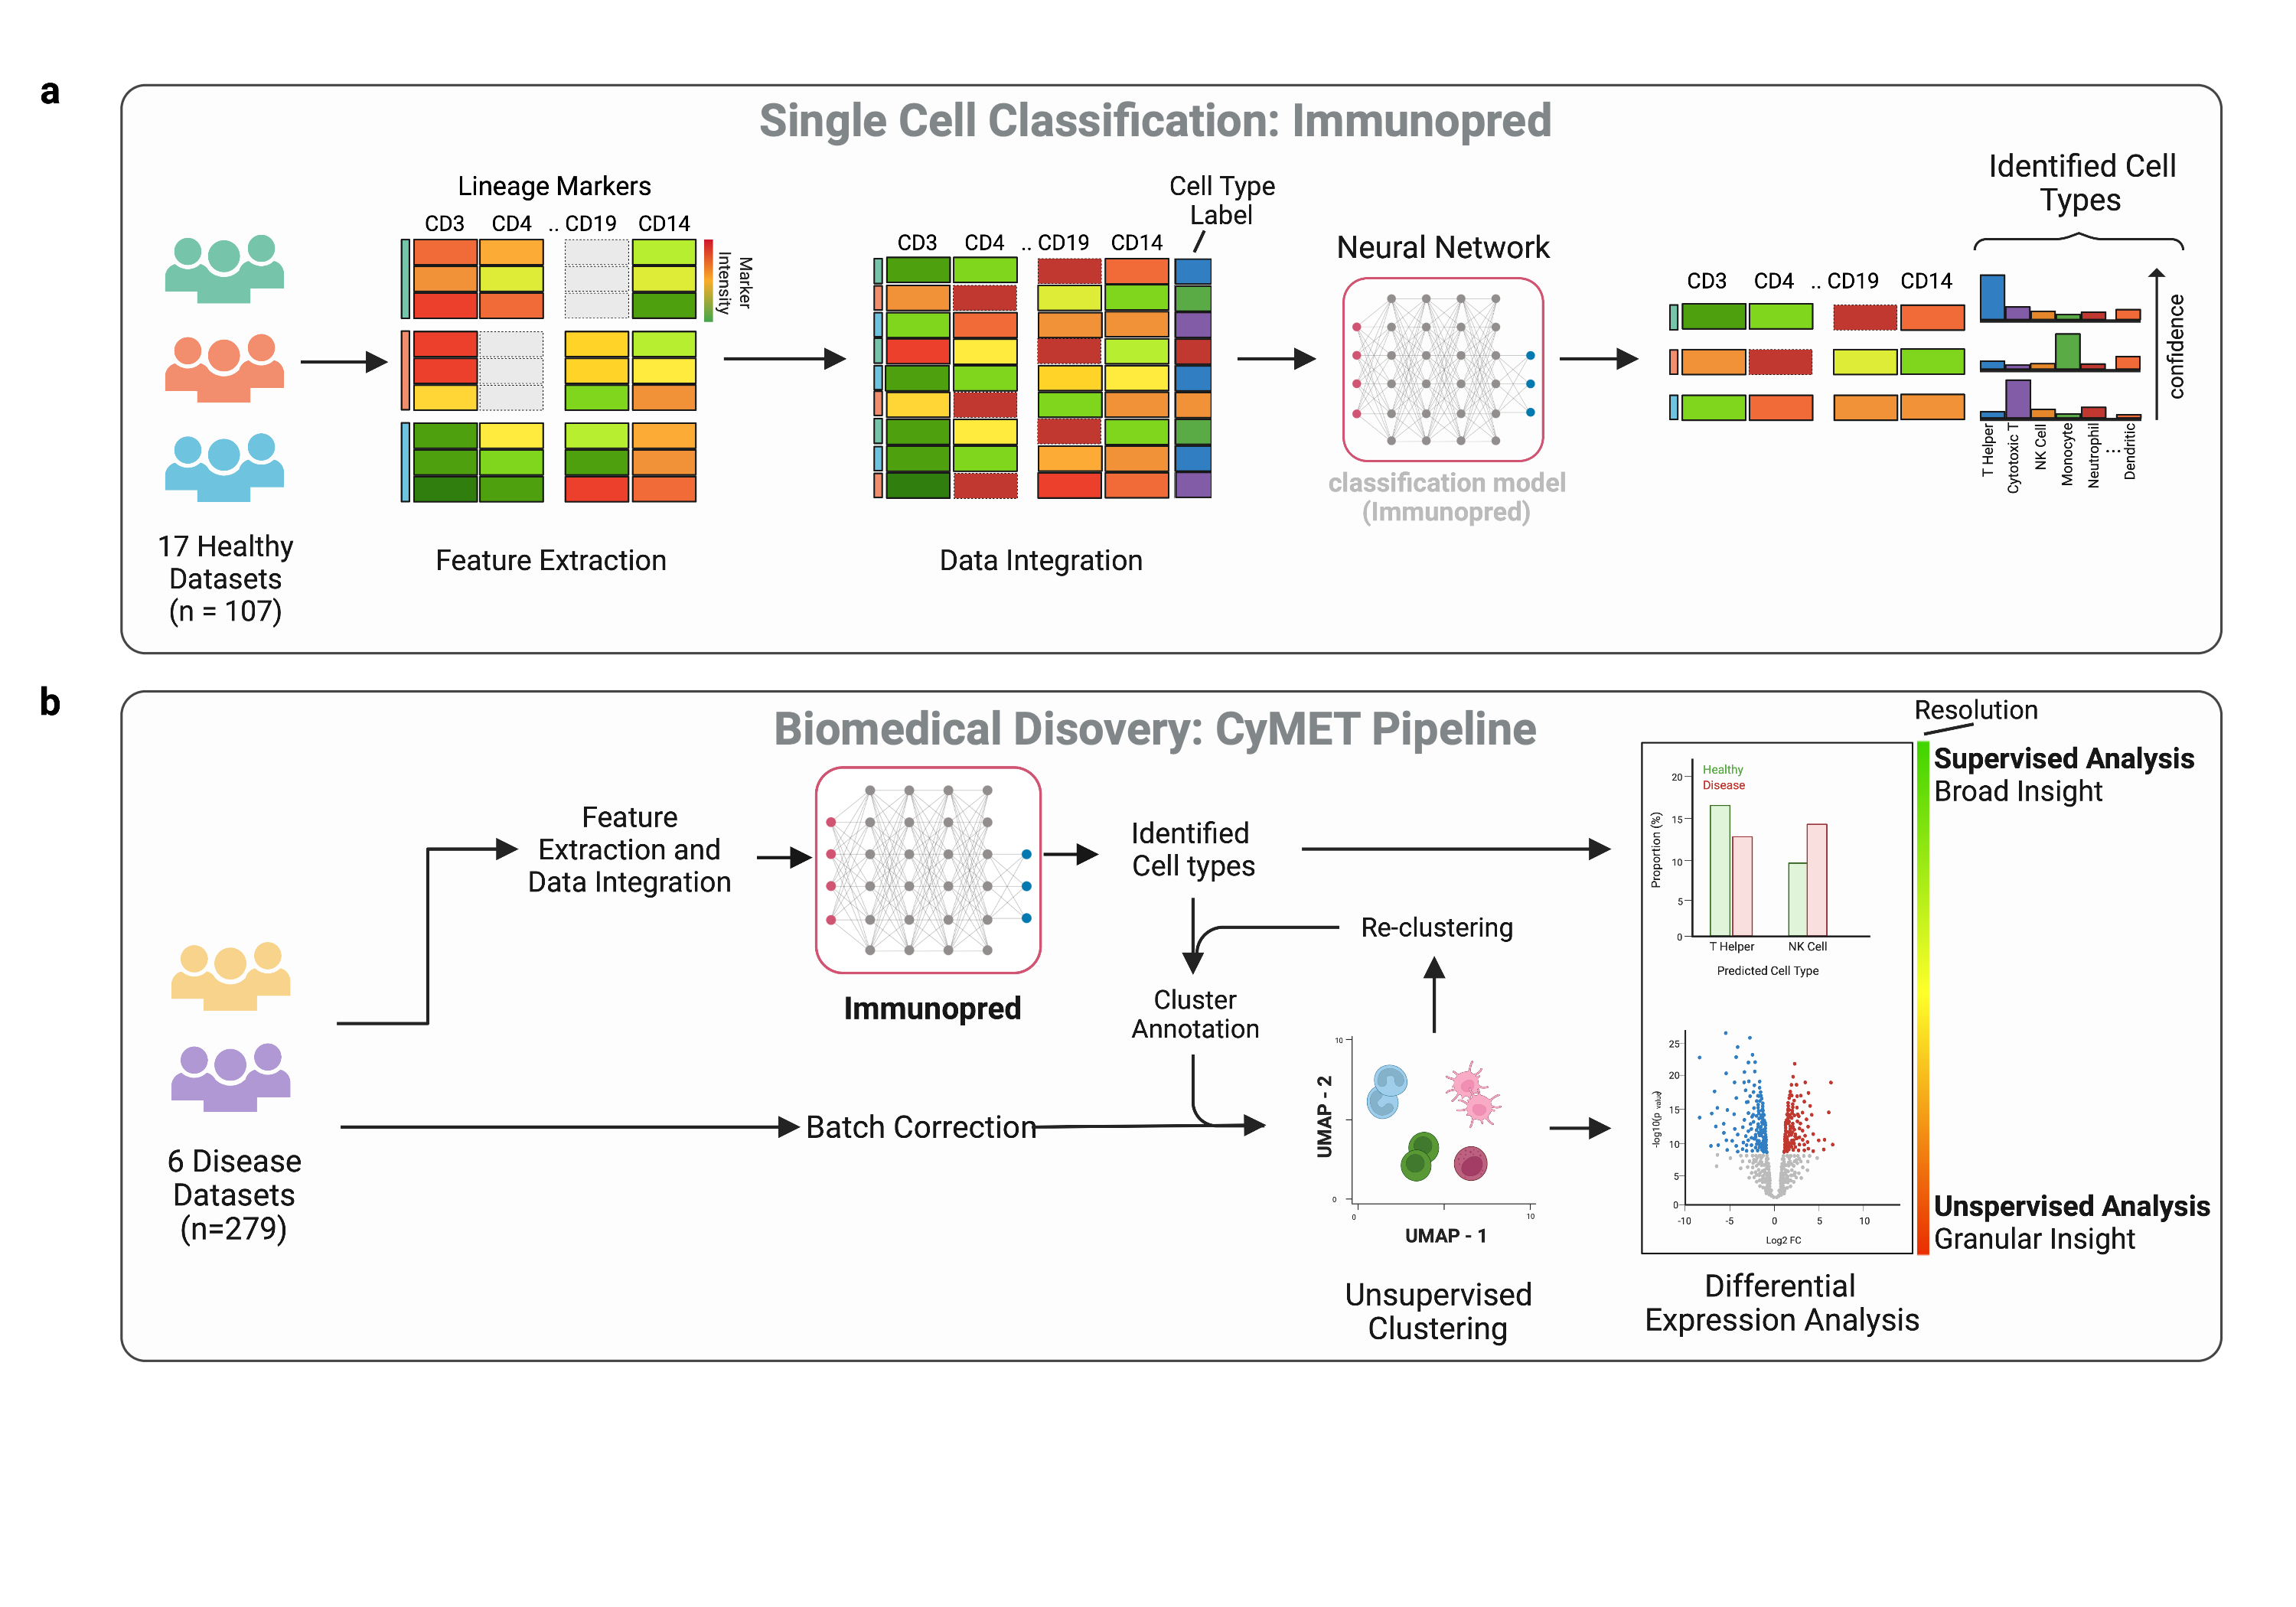 a
Single Cell Classification: Immunopred
Lineage Markers
CD3 CD4 .. CD19 CD14
Marker
Intensity
17 Healthy
Datasets
(n = 107)
Feature Extraction
Cell Type
Label
CD3 CD4 .. CD19 CD14
Data Integration
Neural Network
classification model
(Immunopred)
Identified Cell
Types
CD3 CD4 .. CD19 CD14
confidence
T Helper
Cytotoxic T
NK Cell
Monocyte
Neutrophil
...
Dendritic
b
Biomedical Disovery: CyMET Pipeline
6 Disease
Datasets
(n=279)
Feature
Extraction and
Data Integration
Immunopred
Identified
Cell types
Re-clustering
Cluster
Annotation
Batch Correction
UMAP - 2
10
0
0
10
UMAP - 1
Unsupervised
Clustering
Resolution
Supervised Analysis
Broad Insight
Healthy
Disease
Proportion (%)
20
15
10
5
0
T Helper NK Cell
Predicted Cell Type
-log10(p value)
25
20
15
10
5
0
-10 -5 0 5 10
Log2 FC
Unspervised Analysis
Granular Insight
Differential
Expression Analysis